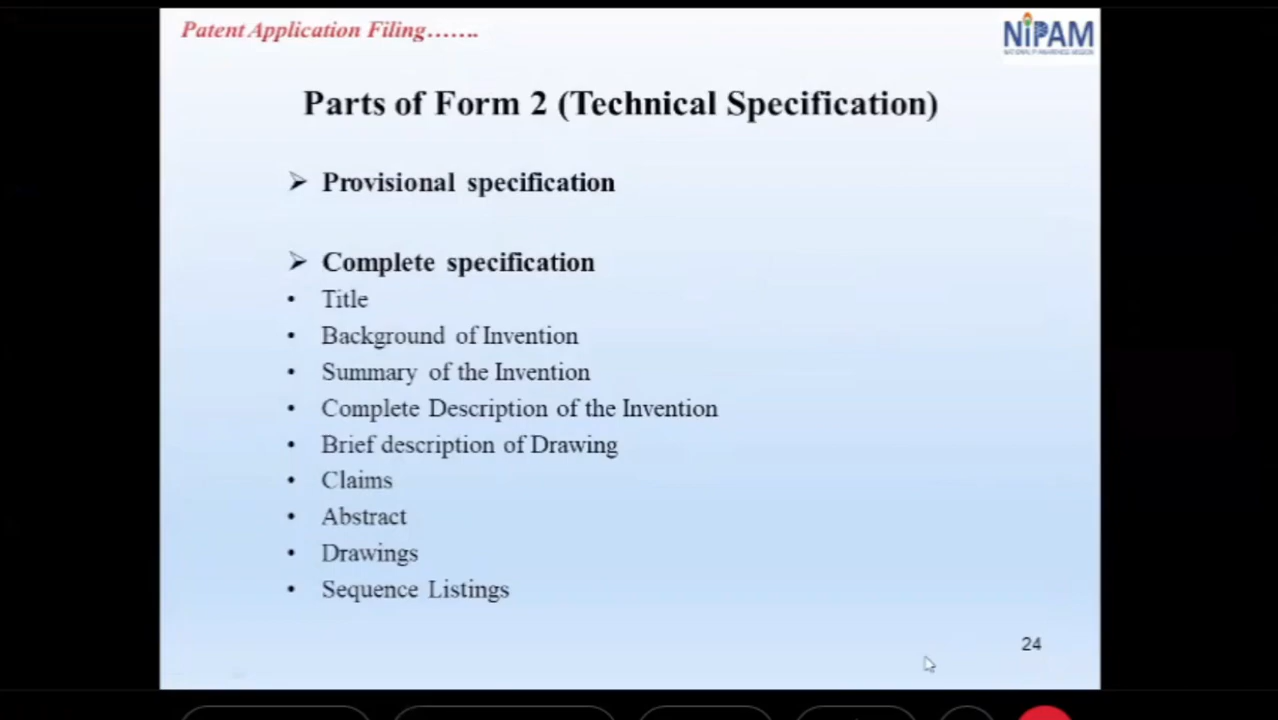 Patent Application Filing…….
NiPAM
Parts of Form 2 (Technical Specification)
➢ Provisional specification
➢ Complete specification
• Title
• Background of Invention
• Summary of the Invention
• Complete Description of the Invention
• Brief description of Drawing
• Claims
• Abstract
• Drawings
• Sequence Listings
24